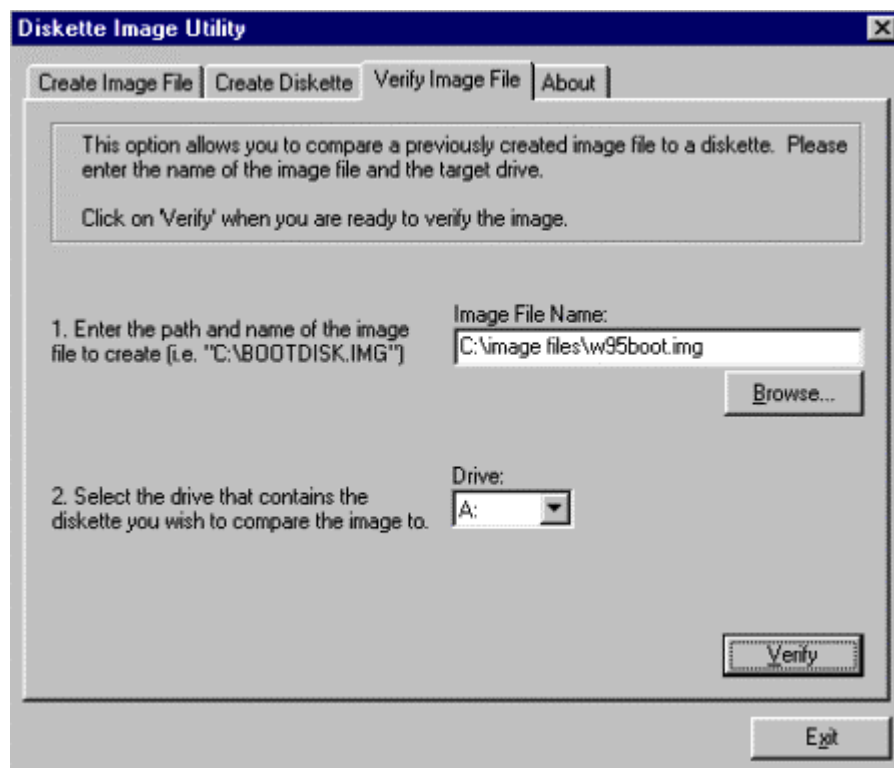 Diskette Image Utility
Create Image File
Create Diskette
Verify Image File
About
This option allows you to compare a previously created image file to a diskette. Please
enter the name of the image file and the target drive.
Click on 'Verify' when you are ready to verify the image.
1. Enter the path and name of the image
file to create (i.e. "C:\BOOTDISK.IMG")
Image File Name:
C:\image files\w95boot.img
Browse...
2. Select the drive that contains the
diskette you wish to compare the image to.
Drive:
A:
Verify
Exit